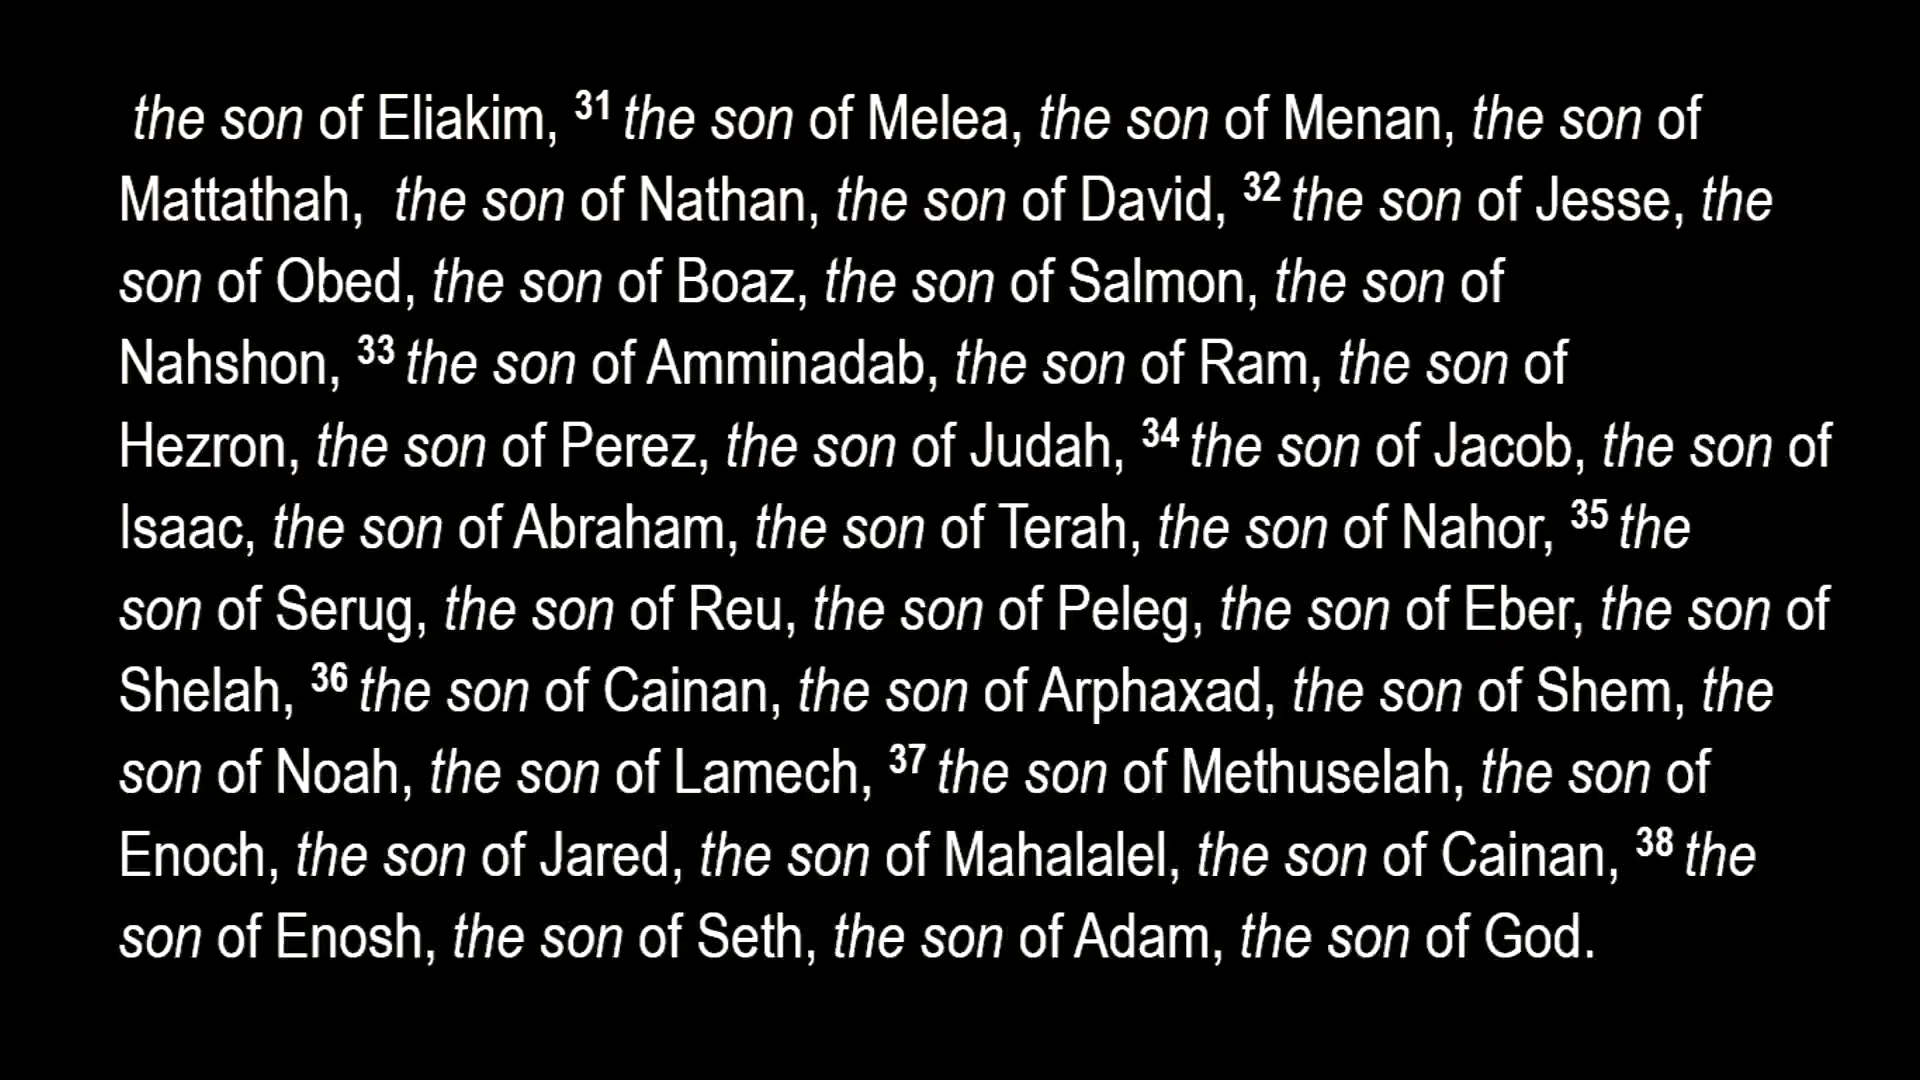 the son of Eliakim, 31 the son of Melea, the son of Menan, the son of
Mattathah, the son of Nathan, the son of David, 32 the son of Jesse, the
son of Obed, the son of Boaz, the son of Salmon, the son of
Nahshon, 33 the son of Amminadab, the son of Ram, the son of
Hezron, the son of Perez, the son of Judah, 34 the son of Jacob, the son of
Isaac, the son of Abraham, the son of Terah, the son of Nahor, 35 the
son of Serug, the son of Reu, the son of Peleg, the son of Eber, the son of
Shelah, 36 the son of Cainan, the son of Arphaxad, the son of Shem, the
son of Noah, the son of Lamech, 37 the son of Methuselah, the son of
Enoch, the son of Jared, the son of Mahalalel, the son of Cainan, 38 the
son of Enosh, the son of Seth, the son of Adam, the son of God.